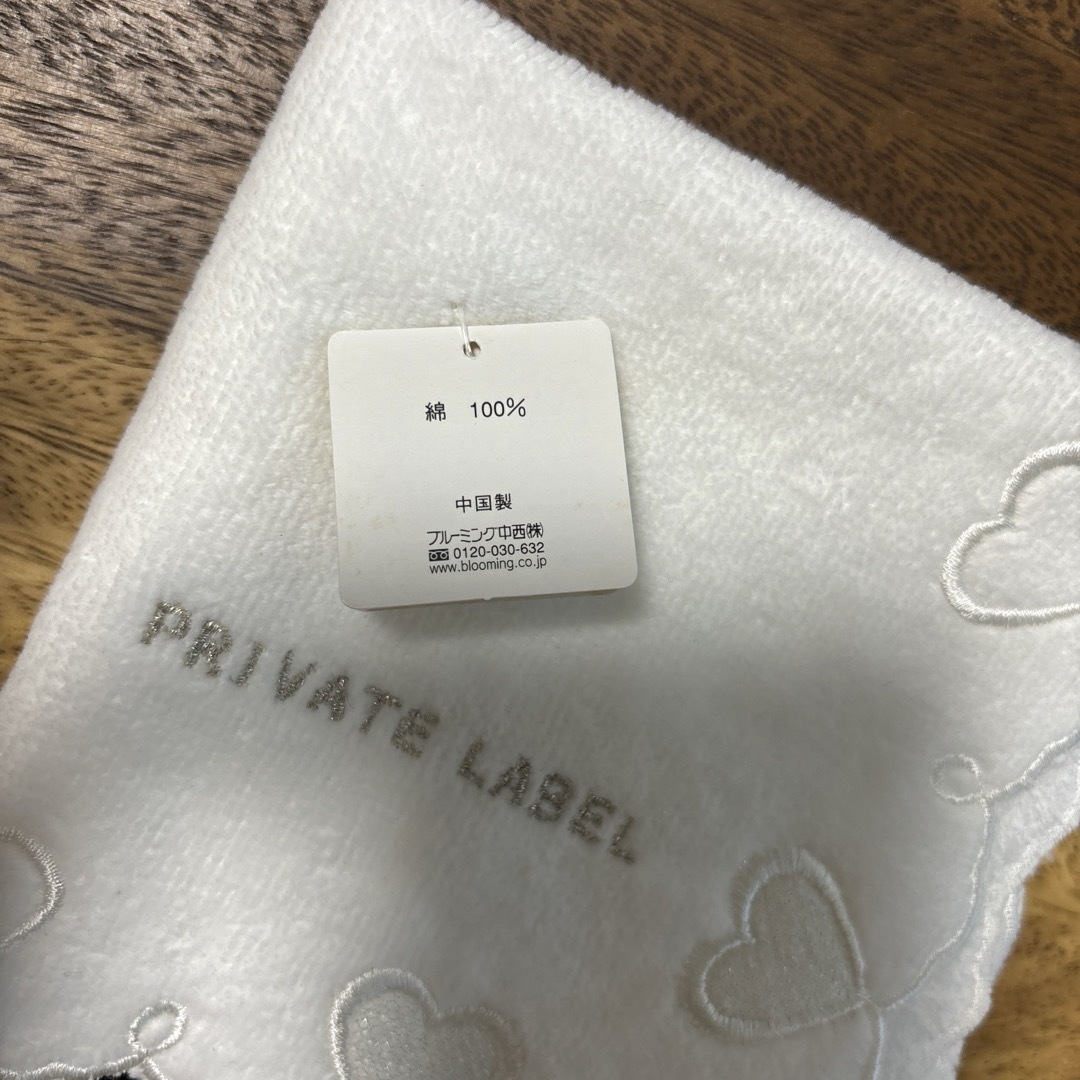 綿 100%
中国製
ブルーミング中西(株)
0120-030-632
www.blooming.co.jp
PRIVATE LABEL